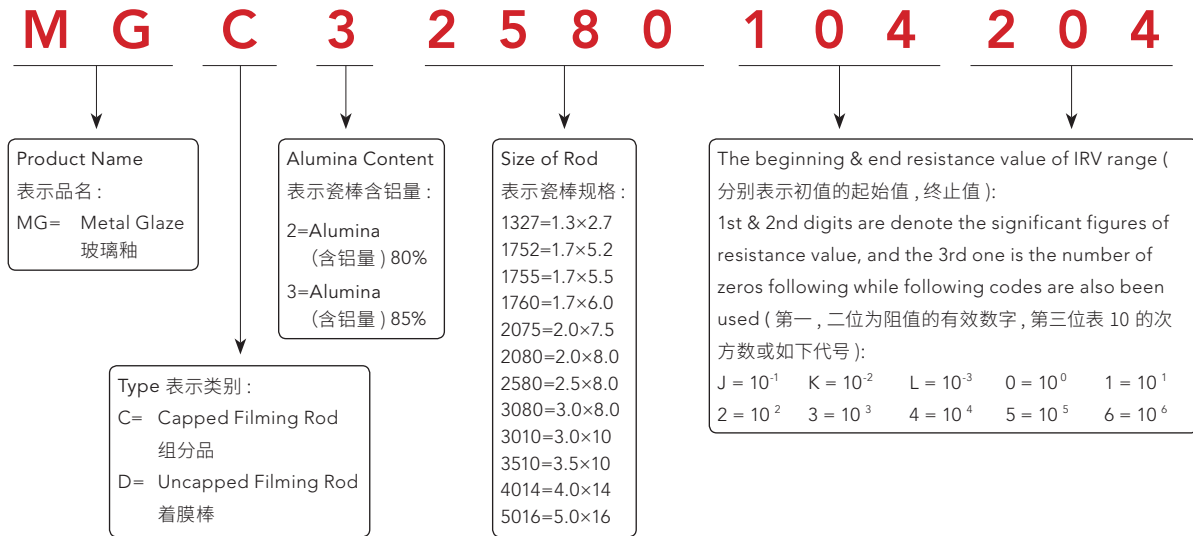 M G C 3 2 5 8 0 1 0 4 2 0 4
Product Name
表示品名 :
MG= Metal Glaze
玻璃釉
Type 表示类别 :
C= Capped Filming Rod
组分品
D= Uncapped Filming Rod
着膜棒
Alumina Content
表示瓷棒含铝量 :
2=Alumina
(含铝量 ) 80%
3=Alumina
(含铝量 ) 85%
Size of Rod
表示瓷棒规格 :
1327=1.3×2.7
1752=1.7×5.2
1755=1.7×5.5
1760=1.7×6.0
2075=2.0×7.5
2080=2.0×8.0
2580=2.5×8.0
3080=3.0×8.0
3010=3.0×10
3510=3.5×10
4014=4.0×14
5016=5.0×16
The beginning & end resistance value of IRV range (
分别表示初值的起始值 , 终止值 ):
1st & 2nd digits are denote the significant figures of
resistance value, and the 3rd one is the number of
zeros following while following codes are also been
used ( 第一 , 二位为阻值的有效数字 , 第三位表 10 的次
方数或如下代号 ):
J = 10⁻¹ K = 10⁻² L = 10⁻³ 0 = 10⁰ 1 = 10¹
2 = 10² 3 = 10³ 4 = 10⁴ 5 = 10⁵ 6 = 10⁶